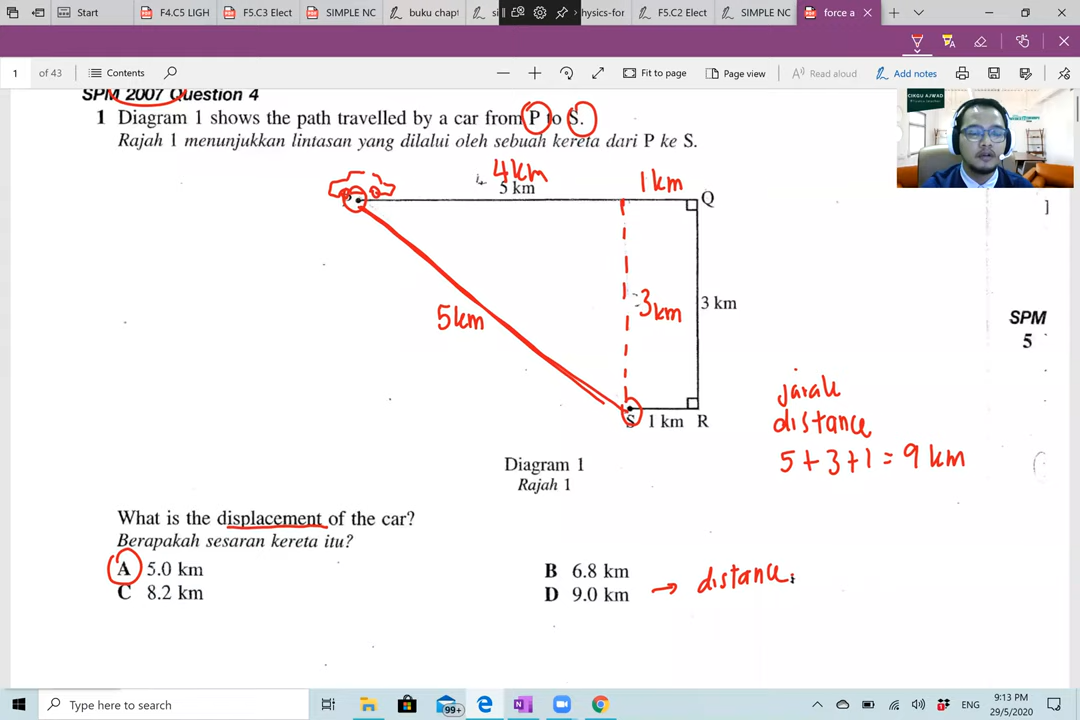 F4.C5 LIGH
F5.C3 Elect
SIMPLE NC
buku chapt
si
hysics-for
F5.C2 Elect
SIMPLE NC
force a
Start
1 of 43
Contents
Fit to page
Page view
Read aloud
Add notes
SPM 2007 Question 4
1 Diagram 1 shows the path travelled by a car from P to S.
Rajah 1 menunjukkan lintasan yang dilalui oleh sebuah kereta dari P ke S.
CIKGU AJWAD
4km
1km
5 km
Q
5km
3km
3 km
S 1 km R
SPM
5
jarak
distance
5+3+1=9 km
Diagram 1
Rajah 1
What is the displacement of the car?
Berapakah sesaran kereta itu?
A 5.0 km
B 6.8 km
C 8.2 km
D 9.0 km → distance
Type here to search
99+
ENG
9:13 PM
29/5/2020